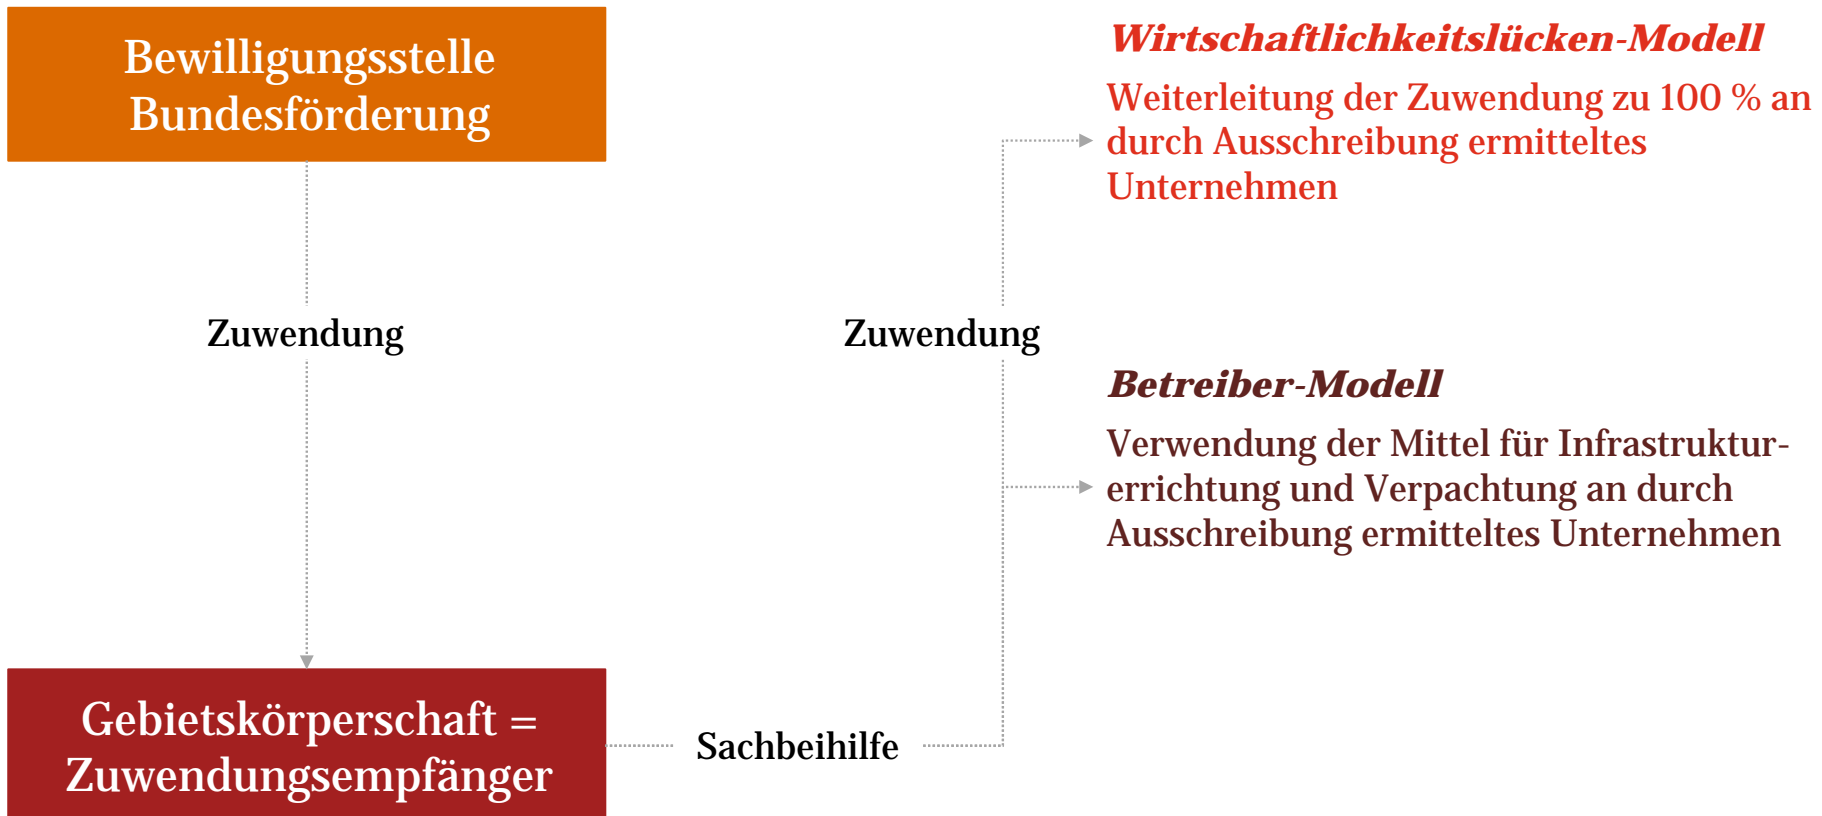 Bewilligungsstelle
Bundesförderung
Zuwendung
Gebietskörperschaft =
Zuwendungsempfänger
Sachbeihilfe
Zuwendung
Wirtschaftlichkeitslücken-Modell
Weiterleitung der Zuwendung zu 100 % an
durch Ausschreibung ermitteltes
Unternehmen
Betreiber-Modell
Verwendung der Mittel für Infrastruktur-
errichtung und Verpachtung an durch
Ausschreibung ermitteltes Unternehmen